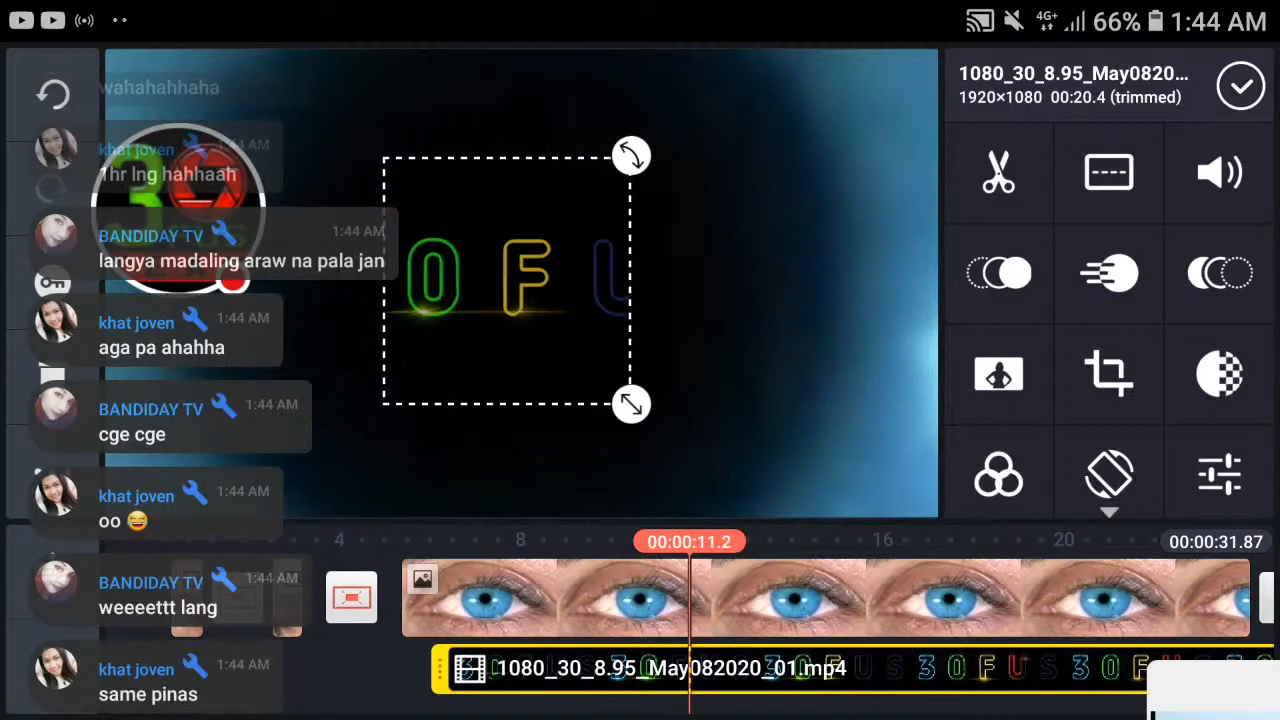 4G+ 66% 1:44 AM
wahahahhaha
khat joven 1:44 AM
1hr lng hahhaah
BANDIDAY TV 1:44 AM
langya madaling araw na pala jan
khat joven 1:44 AM
aga pa ahahha
BANDIDAY TV 1:44 AM
cge cge
khat joven 1:44 AM
oo 😅
BANDIDAY TV 1:44 AM
weeeettt lang
khat joven 1:44 AM
same pinas
3
O F U
1080_30_8.95_May0820...
1920×1080 00:20.4 (trimmed)
4 8 00:00:11.2 16 20 00:00:31.87
1080_30_8.95_May082020_01.mp4
3 O F U S 3 O F U S 3 O F